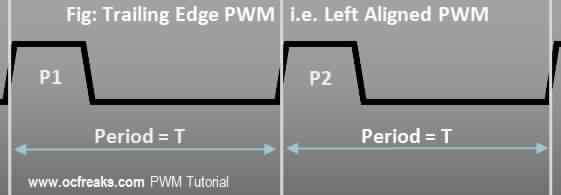 Fig: Trailing Edge PWM i.e. Left Aligned PWM
P1 P2
Period = T Period = T
www.ocfreaks.com PWM Tutorial